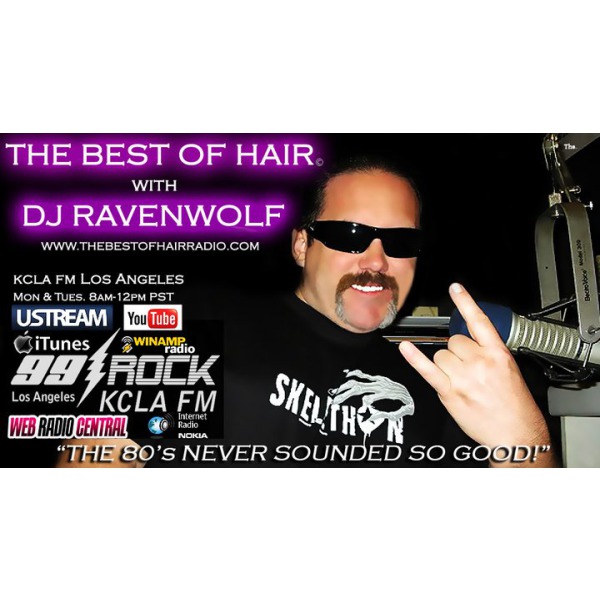 THE BEST OF HAIR©
WITH
DJ RAVENWOLF
WWW.THEBESTOFHAIRRADIO.COM
KCLA FM LOS ANGELES
MON & TUES. 8AM-12PM PST
USTREAM YouTube
iTunes WINAMP radio
99 ROCK
Los Angeles KCLA FM
WEB RADIO CENTRAL Internet Radio
NOKIA
SKELITHON
"THE 80's NEVER SOUNDED SO GOOD!"
The.